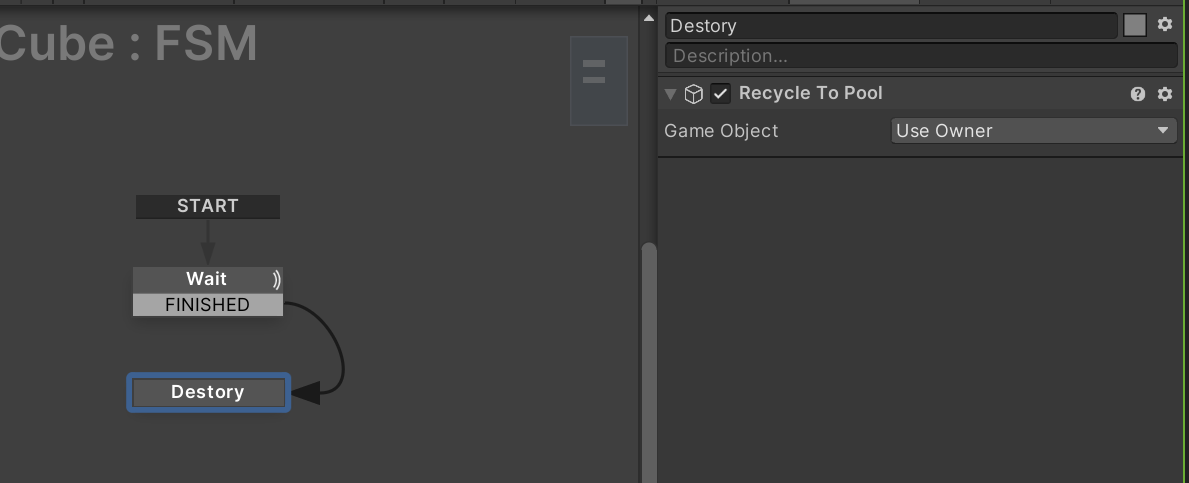 Cube : FSM
START
Wait
FINISHED
Destory
Destory
Description...
Recycle To Pool
Game Object
Use Owner